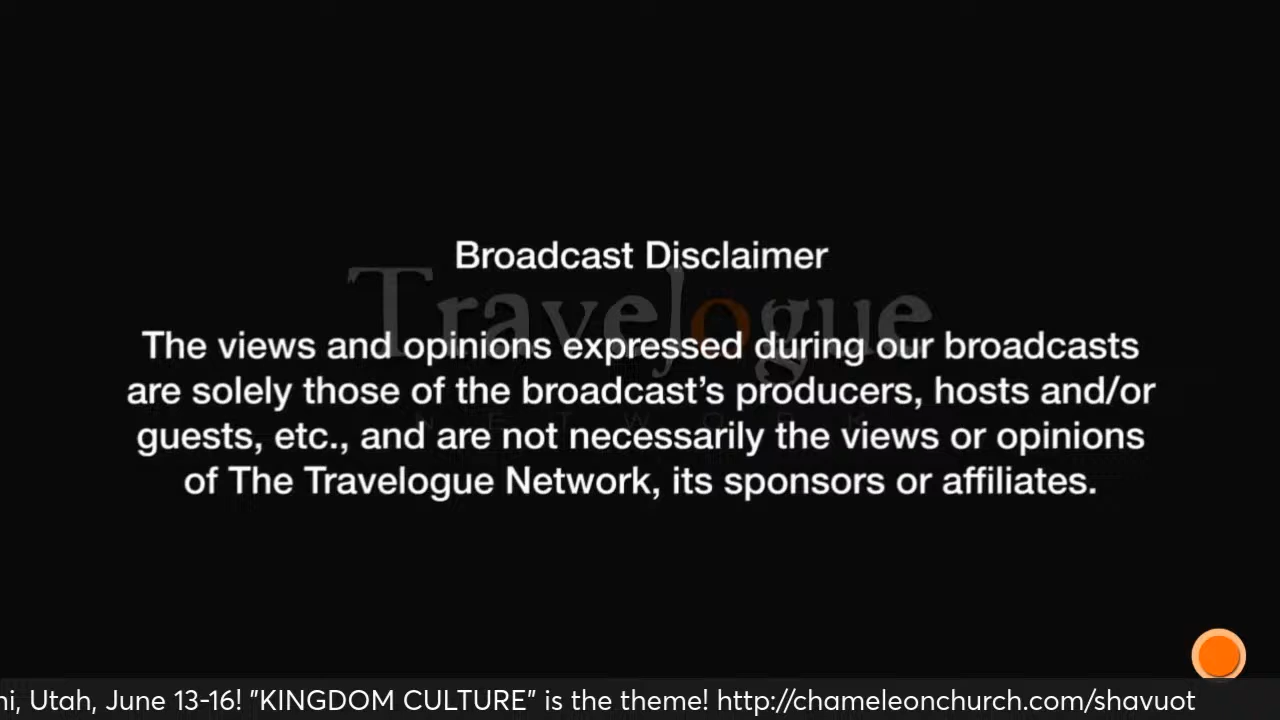 Broadcast Disclaimer
Travelogue
The views and opinions expressed during our broadcasts
are solely those of the broadcast's producers, hosts and/or
NETWORK
guests, etc., and are not necessarily the views or opinions
of The Travelogue Network, its sponsors or affiliates.
Utah, June 13-16! "KINGDOM CULTURE" is the theme! http://chameleonchurch.com/shavuot